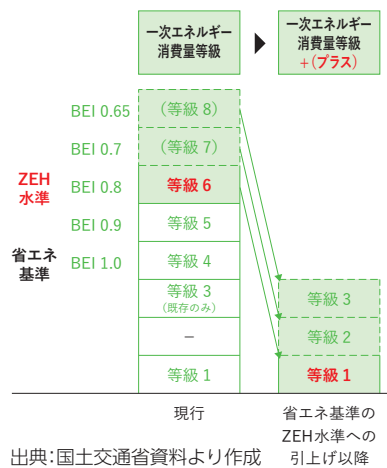 一次エネルギー
消費量等級
一次エネルギー
消費量等級
+(プラス)
BEI 0.65
(等級 8)
BEI 0.7
(等級 7)
ZEH
水準
BEI 0.8
等級 6
BEI 0.9
等級 5
省エネ
基準
BEI 1.0
等級 4
等級 3
(既存のみ)
等級 3
−
等級 2
等級 1
等級 1
現行
省エネ基準の
ZEH水準への
引上げ以降
出典:国土交通省資料より作成